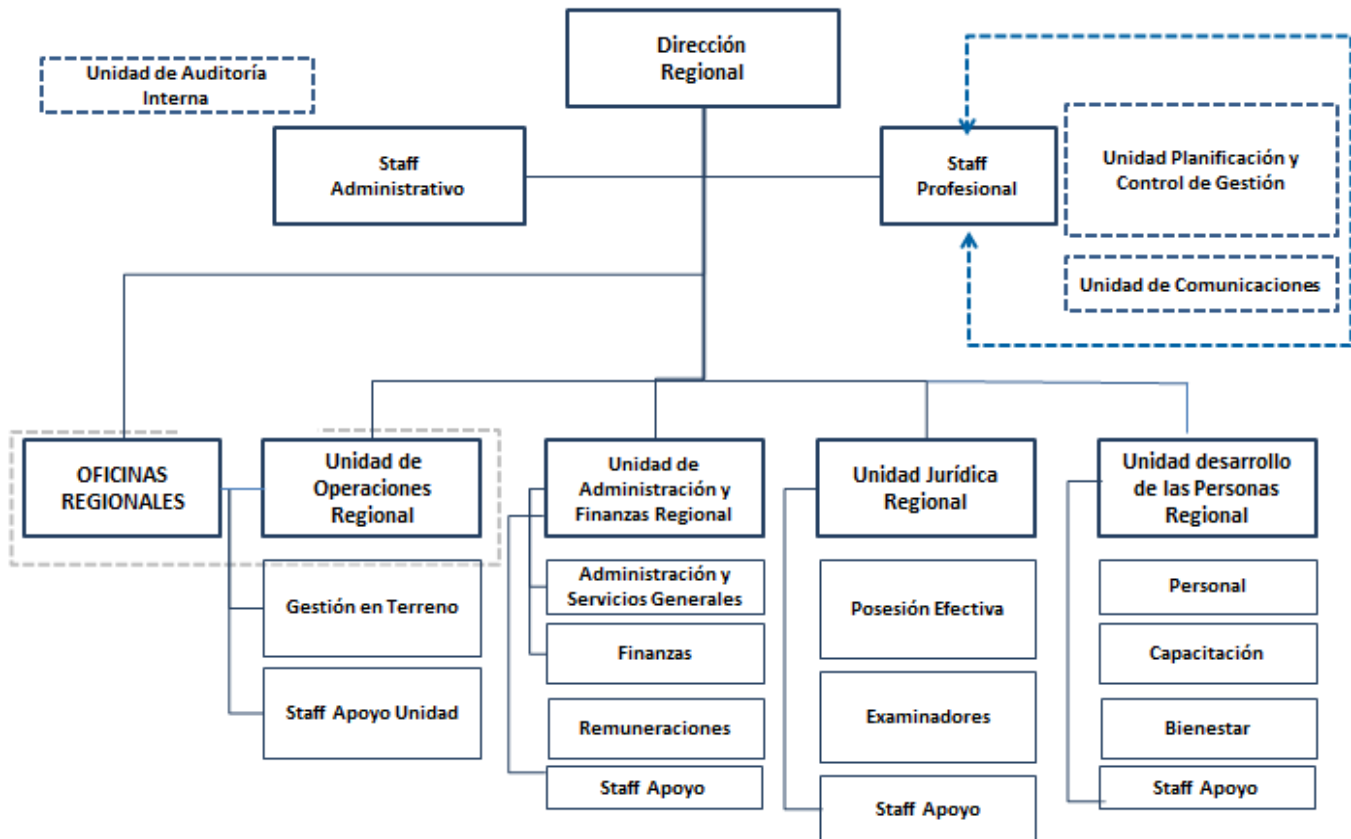 Dirección
Regional
Unidad de Auditoría
Interna
Staff
Administrativo
Staff
Profesional
Unidad Planificación y
Control de Gestión
Unidad de Comunicaciones
OFICINAS
REGIONALES
Unidad de
Operaciones
Regional
Unidad de
Administración y
Finanzas Regional
Unidad Jurídica
Regional
Unidad desarrollo
de las Personas
Regional
Gestión en Terreno
Staff Apoyo Unidad
Administración y
Servicios Generales
Finanzas
Remuneraciones
Staff Apoyo
Posesión Efectiva
Examinadores
Staff Apoyo
Personal
Capacitación
Bienestar
Staff Apoyo